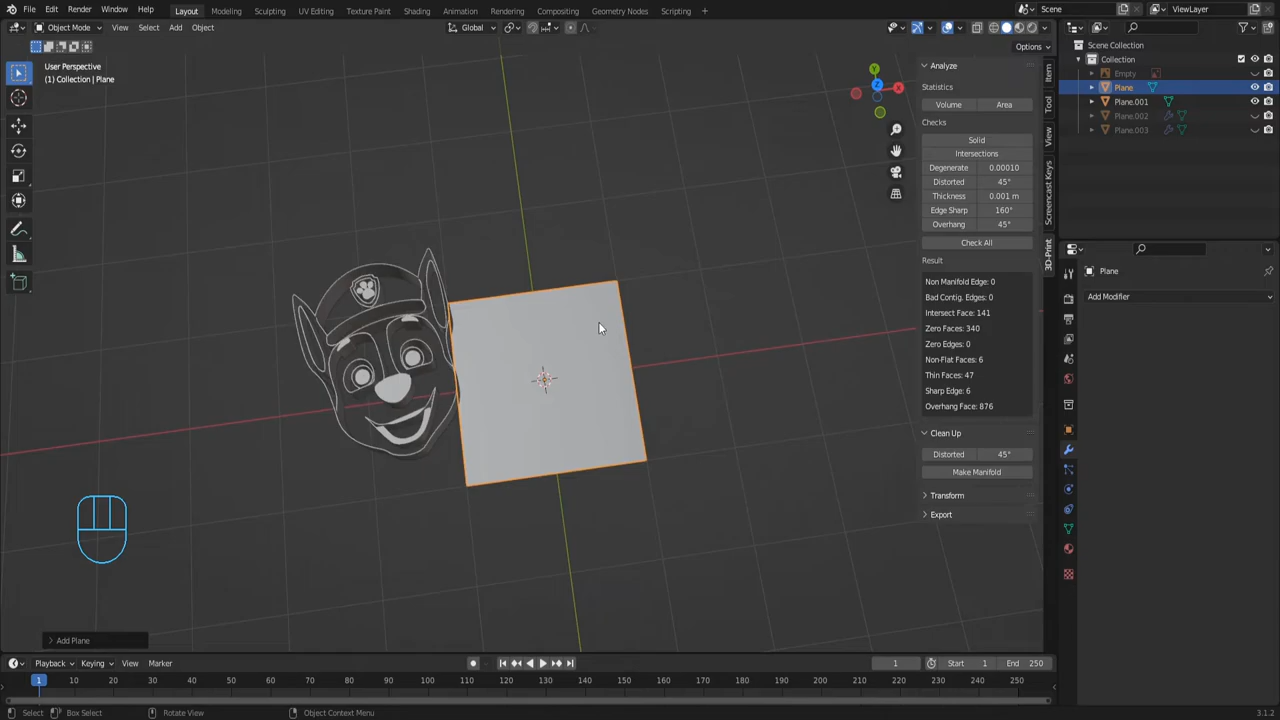 File Edit Render Window Help Layout Modeling Sculpting UV Editing Texture Paint Shading Animation Rendering Compositing Geometry Nodes Scripting Scene ViewLayer
Object Mode View Select Add Object Global
Options
User Perspective
(1) Collection | Plane
Y
Z
X
Analyze
Statistics
Volume Area
Checks
Solid
Intersections
Degenerate 0.00010
Distorted 45°
Thickness 0.001 m
Edge Sharp 160°
Overhang 45°
Check All
Result
Non Manifold Edge: 0
Bad Contig. Edges: 0
Intersect Face: 141
Zero Faces: 340
Zero Edges: 0
Non-Flat Faces: 6
Thin Faces: 47
Sharp Edge: 6
Overhang Face: 876
Clean Up
Distorted 45°
Make Manifold
Transform
Export
Item
Tool
View
Screencast Keys
3D-Print
Scene Collection
Collection
Empty
Plane
Plane.001
Plane.002
Plane.003
Plane
Add Modifier
Add Plane
Playback Keying View Marker 1 Start 1 End 250
1 10 20 30 40 50 60 70 80 90 100 110 120 130 140 150 160 170 180 190 200 210 220 230 240 250
Select Box Select Rotate View Object Context Menu 3.1.2